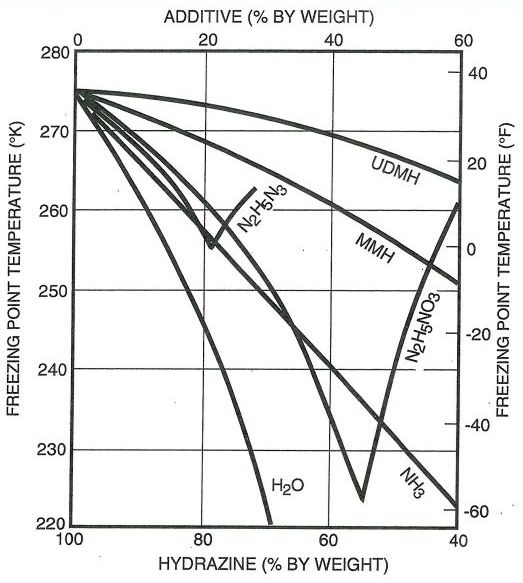 ADDITIVE (% BY WEIGHT)
0 20 40 60
280
270
260
250
240
230
220
FREEZING POINT TEMPERATURE (°K)
40
20
0
-20
-40
-60
FREEZING POINT TEMPERATURE (°F)
UDMH
N2H5N3
MMH
N2H5NO3
H2O
NH3
100 80 60 40
HYDRAZINE (% BY WEIGHT)